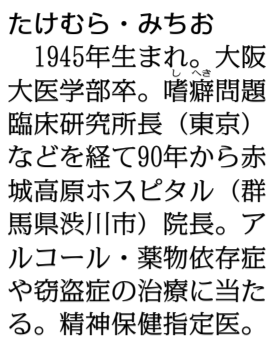 たけむら・みちお
　1945年生まれ。大阪
大医学部卒。嗜癖問題
臨床研究所長（東京）
などを経て90年から赤
城高原ホスピタル（群
馬県渋川市）院長。ア
ルコール・薬物依存症
や窃盗症の治療に当た
る。精神保健指定医。